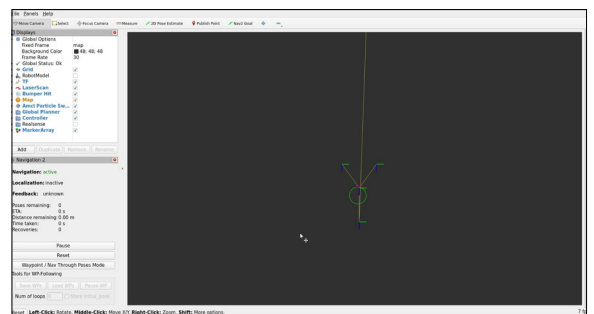 File Panels Help
Move Camera Select Focus Camera Measure 2D Pose Estimate Publish Point Nav2 Goal
Displays
Global Options
Fixed Frame map
Background Color 48; 48; 48
Frame Rate 30
Global Status: Ok
Grid
RobotModel
TF
LaserScan
Bumper Hit
Map
Amcl Particle Sw...
Global Planner
Controller
Realsense
MarkerArray
Add Duplicate Remove Rename
Navigation 2
Navigation: active
Localization: inactive
Feedback: unknown
Poses remaining: 0
ETA: 0 s
Distance remaining: 0.00 m
Time taken: 0 s
Recoveries: 0
Pause
Reset
Waypoint / Nav Through Poses Mode
Tools for WP-Following
Save WPs Load WPs Pause WP
Num of loops 0 Store initial_pose
Reset Left-Click: Rotate. Middle-Click: Move X/Y. Right-Click: Zoom. Shift: More options.